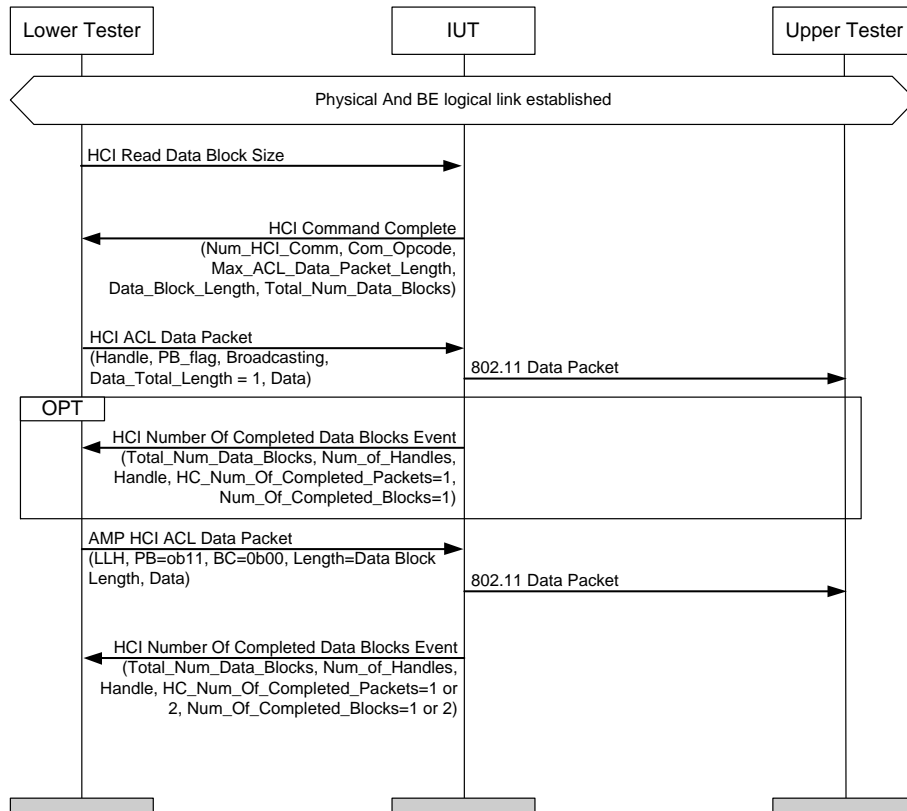 Lower Tester
IUT
Upper Tester
Physical And BE logical link established
HCI Read Data Block Size
HCI Command Complete
(Num_HCI_Comm, Com_Opcode,
Max_ACL_Data_Packet_Length,
Data_Block_Length, Total_Num_Data_Blocks)
HCI ACL Data Packet
(Handle, PB_flag, Broadcasting,
Data_Total_Length = 1, Data)
802.11 Data Packet
OPT
HCI Number Of Completed Data Blocks Event
(Total_Num_Data_Blocks, Num_of_Handles,
Handle, HC_Num_Of_Completed_Packets=1,
Num_Of_Completed_Blocks=1)
AMP HCI ACL Data Packet
(LLH, PB=ob11, BC=0b00, Length=Data Block
Length, Data)
802.11 Data Packet
HCI Number Of Completed Data Blocks Event
(Total_Num_Data_Blocks, Num_of_Handles,
Handle, HC_Num_Of_Completed_Packets=1 or
2, Num_Of_Completed_Blocks=1 or 2)